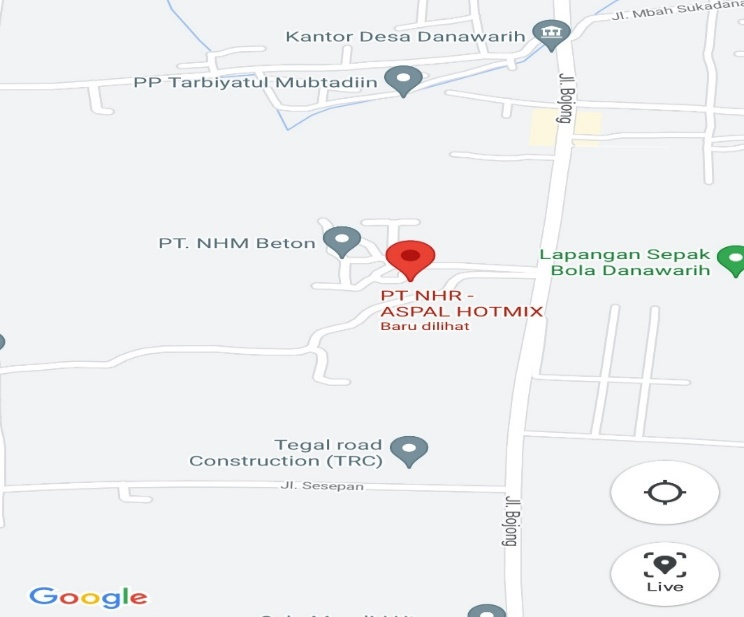 Jl. Mbah Sukadana
Kantor Desa Danawarih
PP Tarbiyatul Mubtadiin
Jl. Bojong
PT. NHM Beton
Lapangan Sepak
Bola Danawarih
PT NHR -
ASPAL HOTMIX
Baru dilihat
Tegal road
Construction (TRC)
Jl. Sesepan
Jl. Bojong
Live
Google